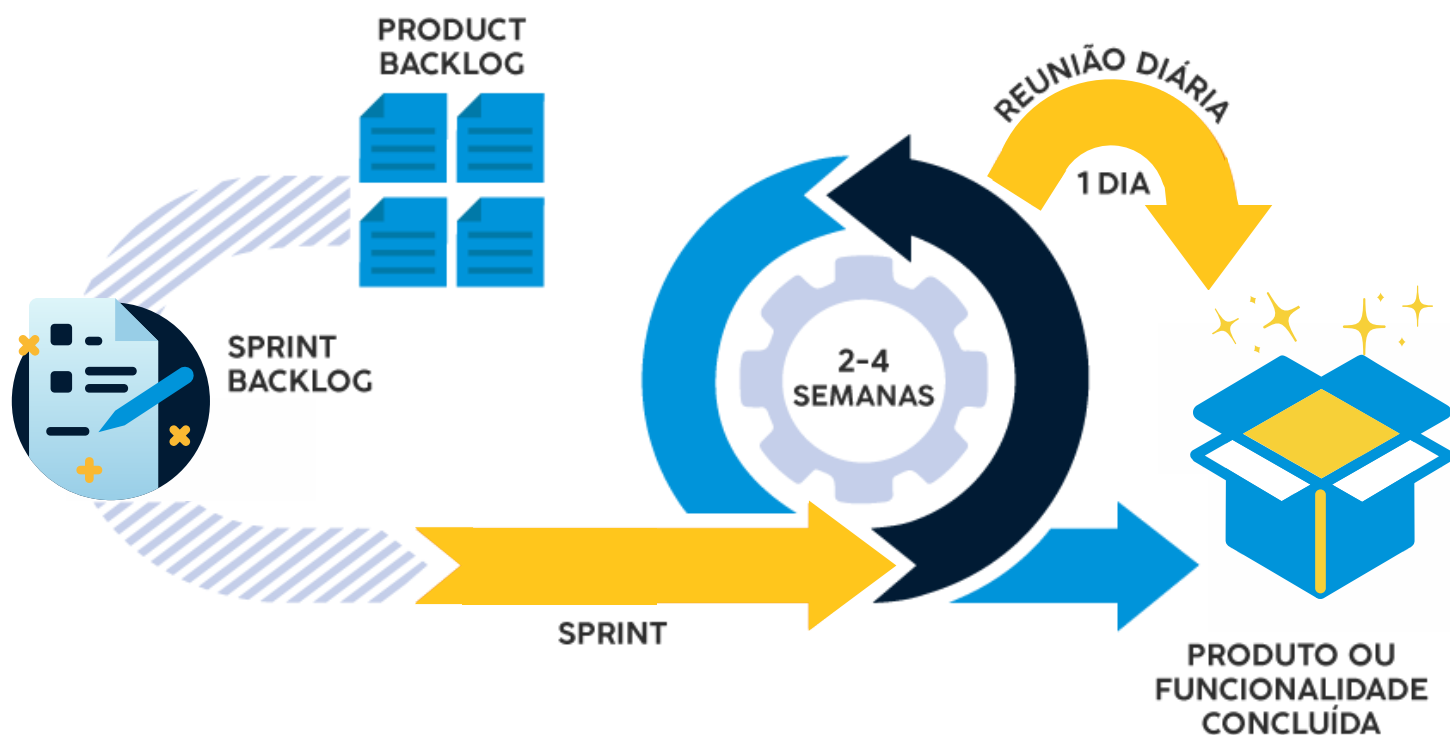 PRODUCT
BACKLOG
SPRINT
BACKLOG
SPRINT
2-4
SEMANAS
REUNIÃO DIÁRIA
1 DIA
PRODUTO OU
FUNCIONALIDADE
CONCLUÍDA